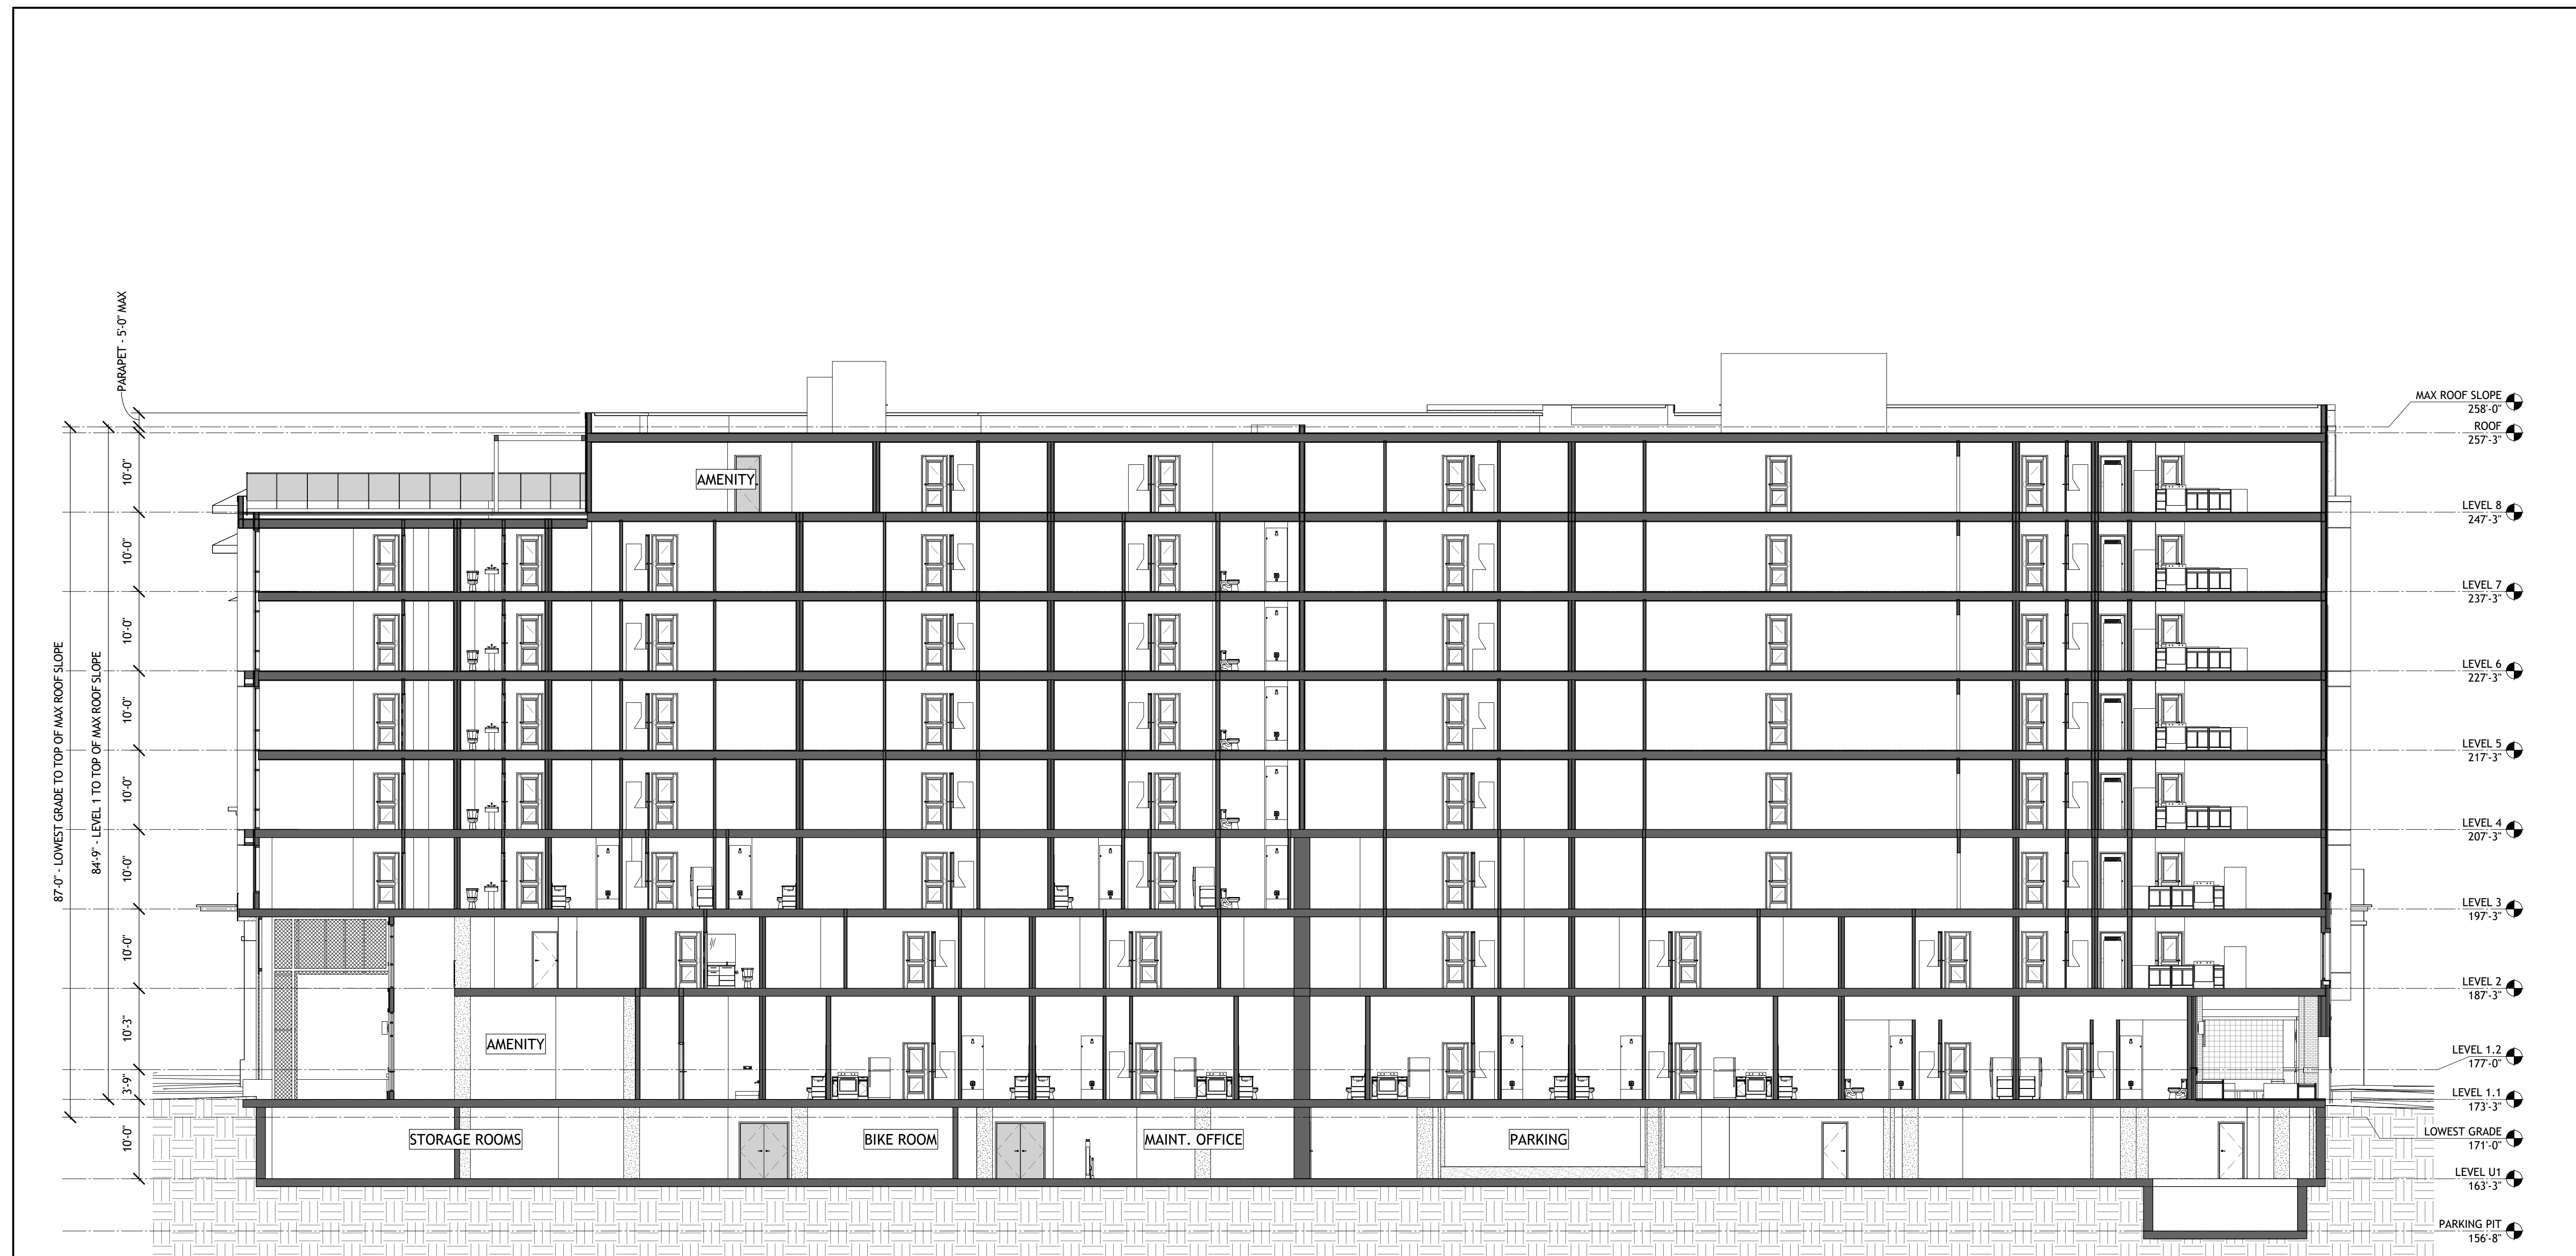 PARAPET - 5'-0" MAX
87'-0" - LOWEST GRADE TO TOP OF MAX ROOF SLOPE
84'-9" - LEVEL 1 TO TOP OF MAX ROOF SLOPE
10'-0"
10'-0"
10'-0"
10'-0"
10'-0"
10'-0"
10'-0"
10'-3"
3'-9"
10'-0"
AMENITY
AMENITY
STORAGE ROOMS
BIKE ROOM
MAINT. OFFICE
PARKING
MAX ROOF SLOPE
258'-0"
ROOF
257'-3"
LEVEL 8
247'-3"
LEVEL 7
237'-3"
LEVEL 6
227'-3"
LEVEL 5
217'-3"
LEVEL 4
207'-3"
LEVEL 3
197'-3"
LEVEL 2
187'-3"
LEVEL 1.2
177'-0"
LEVEL 1.1
173'-3"
LOWEST GRADE
171'-0"
LEVEL U1
163'-3"
PARKING PIT
156'-8"